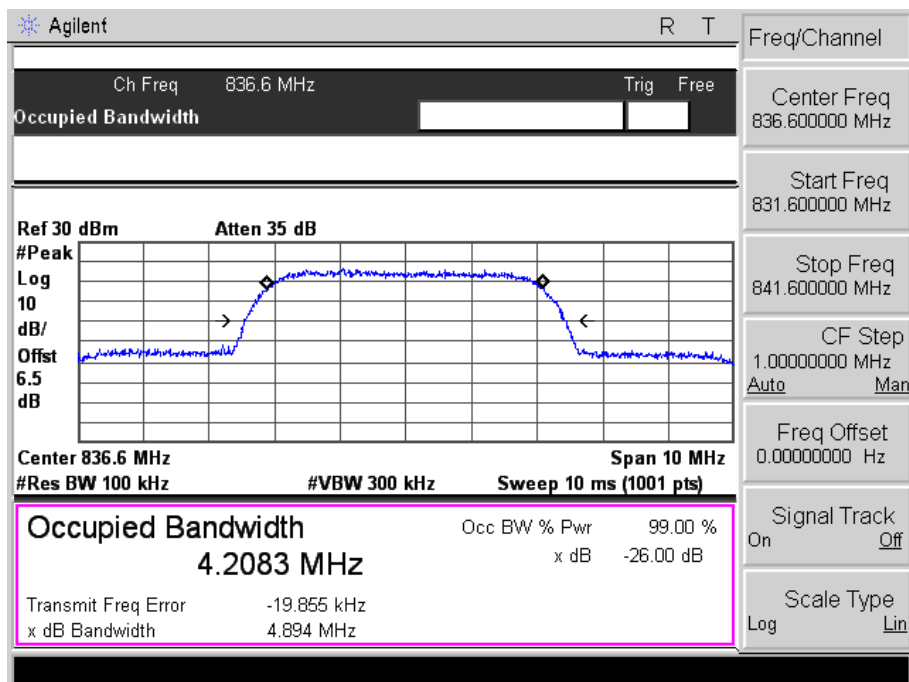 Agilent R T
Freq/Channel
Ch Freq 836.6 MHz Trig Free
Occupied Bandwidth
Center Freq
836.600000 MHz
Start Freq
831.600000 MHz
Stop Freq
841.600000 MHz
CF Step
1.00000000 MHz
Auto Man
Freq Offset
0.00000000 Hz
Signal Track
On Off
Scale Type
Log Lin
Ref 30 dBm Atten 35 dB
#Peak
Log
10
dB/
Offst
6.5
dB
Center 836.6 MHz Span 10 MHz
#Res BW 100 kHz #VBW 300 kHz Sweep 10 ms (1001 pts)
Occupied Bandwidth Occ BW % Pwr 99.00 %
4.2083 MHz x dB -26.00 dB
Transmit Freq Error -19.855 kHz
x dB Bandwidth 4.894 MHz